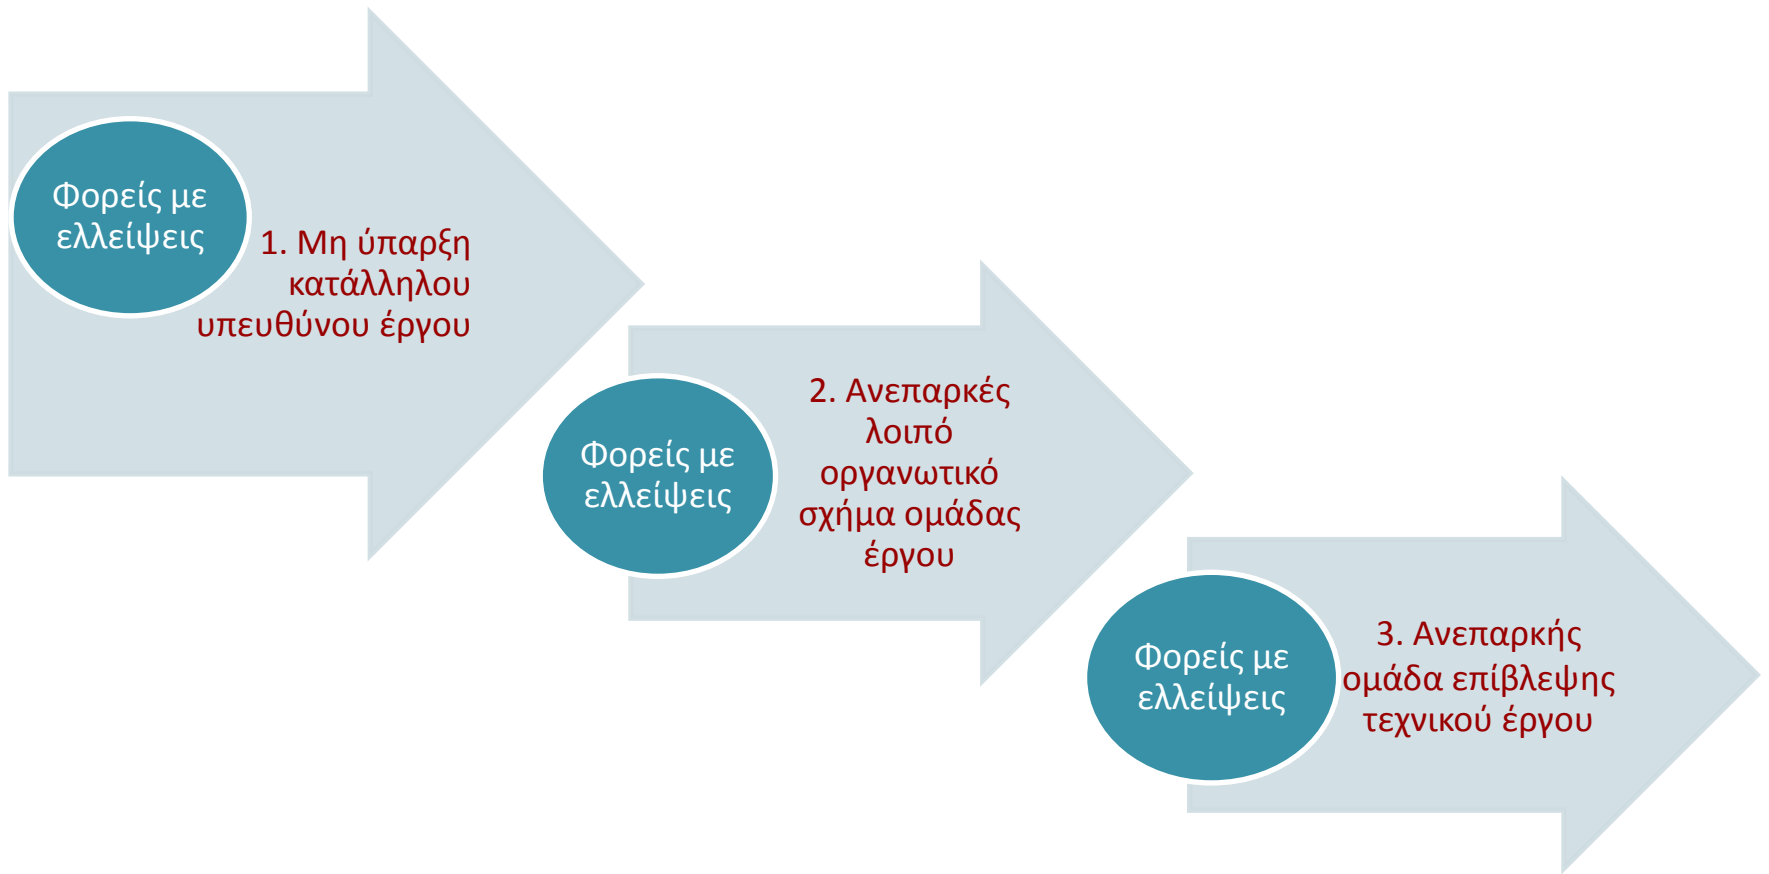 Φορείς με
ελλείψεις
1. Μη ύπαρξη
κατάλληλου
υπευθύνου έργου
Φορείς με
ελλείψεις
2. Ανεπαρκές
λοιπό
οργανωτικό
σχήμα ομάδας
έργου
Φορείς με
ελλείψεις
3. Ανεπαρκής
ομάδα επίβλεψης
τεχνικού έργου